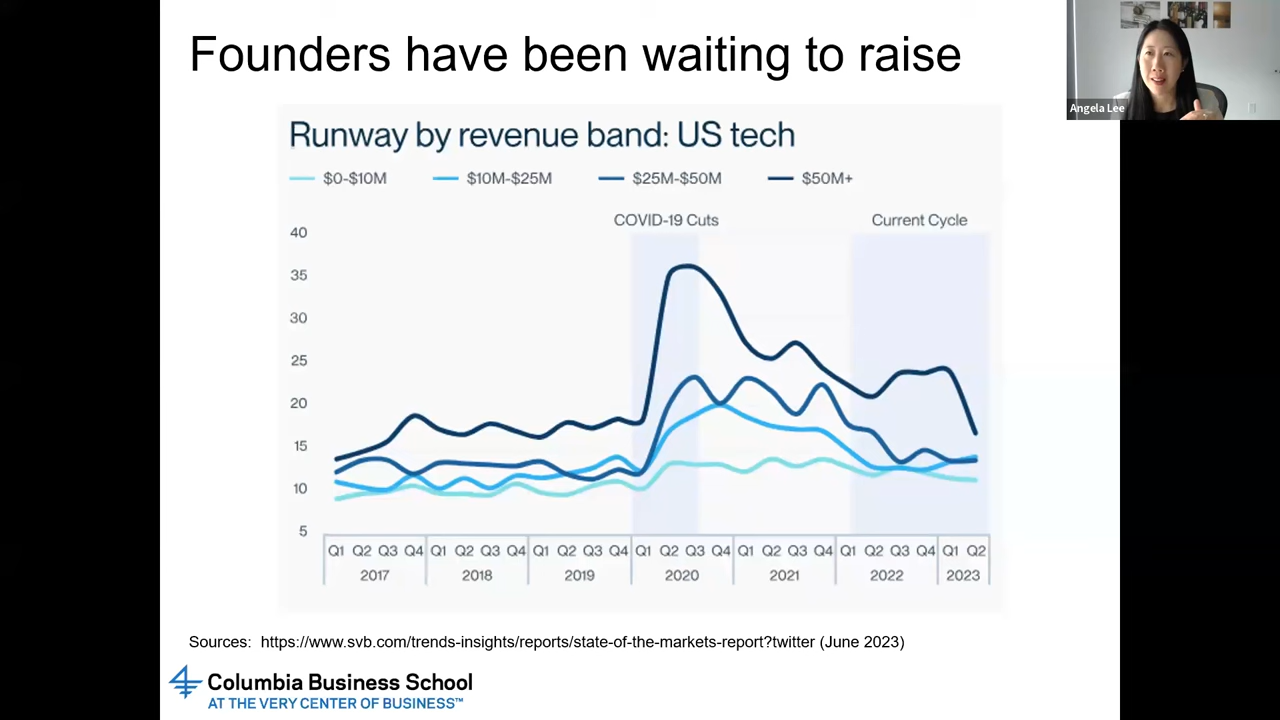 Founders have been waiting to raise
Angela Lee
Runway by revenue band: US tech
$0-$10M $10M-$25M $25M-$50M $50M+
COVID-19 Cuts Current Cycle
40
35
30
25
20
15
10
5
Q1 Q2 Q3 Q4 Q1 Q2 Q3 Q4 Q1 Q2 Q3 Q4 Q1 Q2 Q3 Q4 Q1 Q2 Q3 Q4 Q1 Q2 Q3 Q4 Q1 Q2
2017 2018 2019 2020 2021 2022 2023
Sources: https://www.svb.com/trends-insights/reports/state-of-the-markets-report?twitter (June 2023)
Columbia Business School
AT THE VERY CENTER OF BUSINESS™